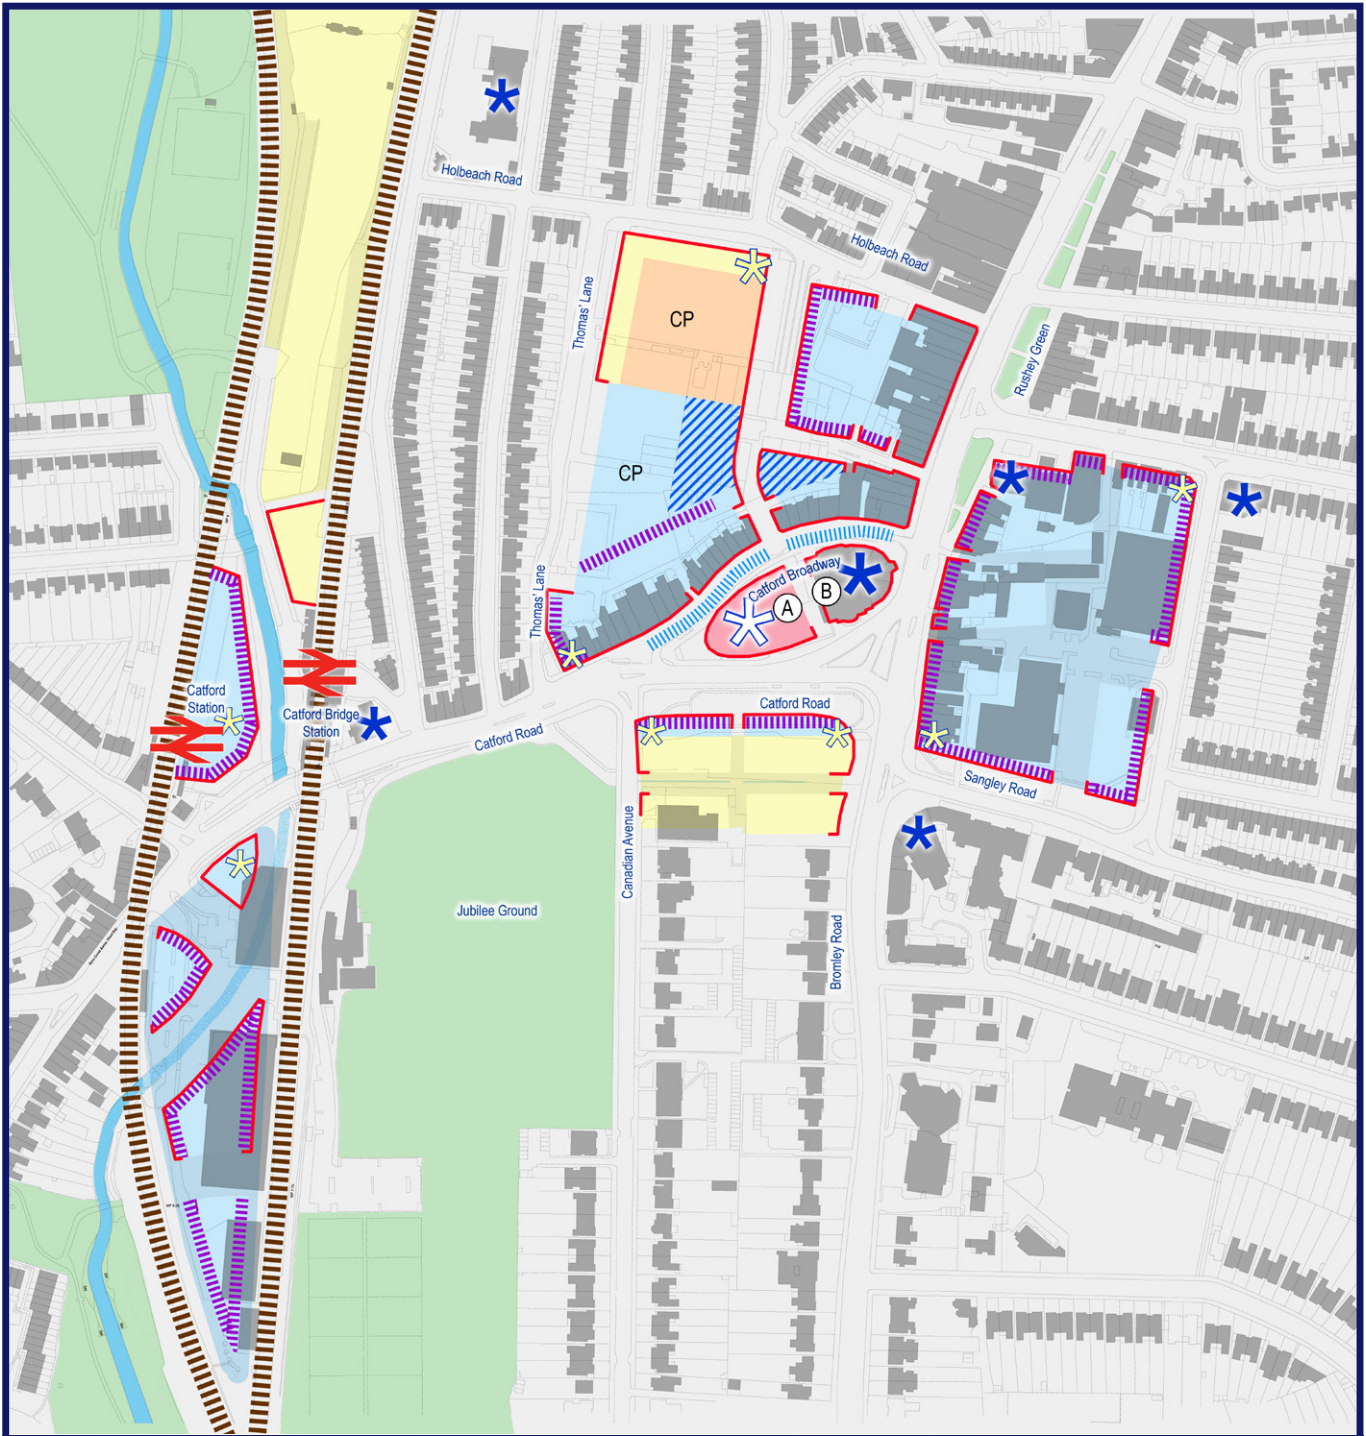 Holbeach Road
Holbeach Road
Thomas' Lane
CP
Rushey Green
CP
Catford Broadway
B
A
Thomas' Lane
Catford
Station
Catford Bridge
Station
Catford Road
Catford Road
Sangley Road
Canadian Avenue
Jubilee Ground
Bromley Road